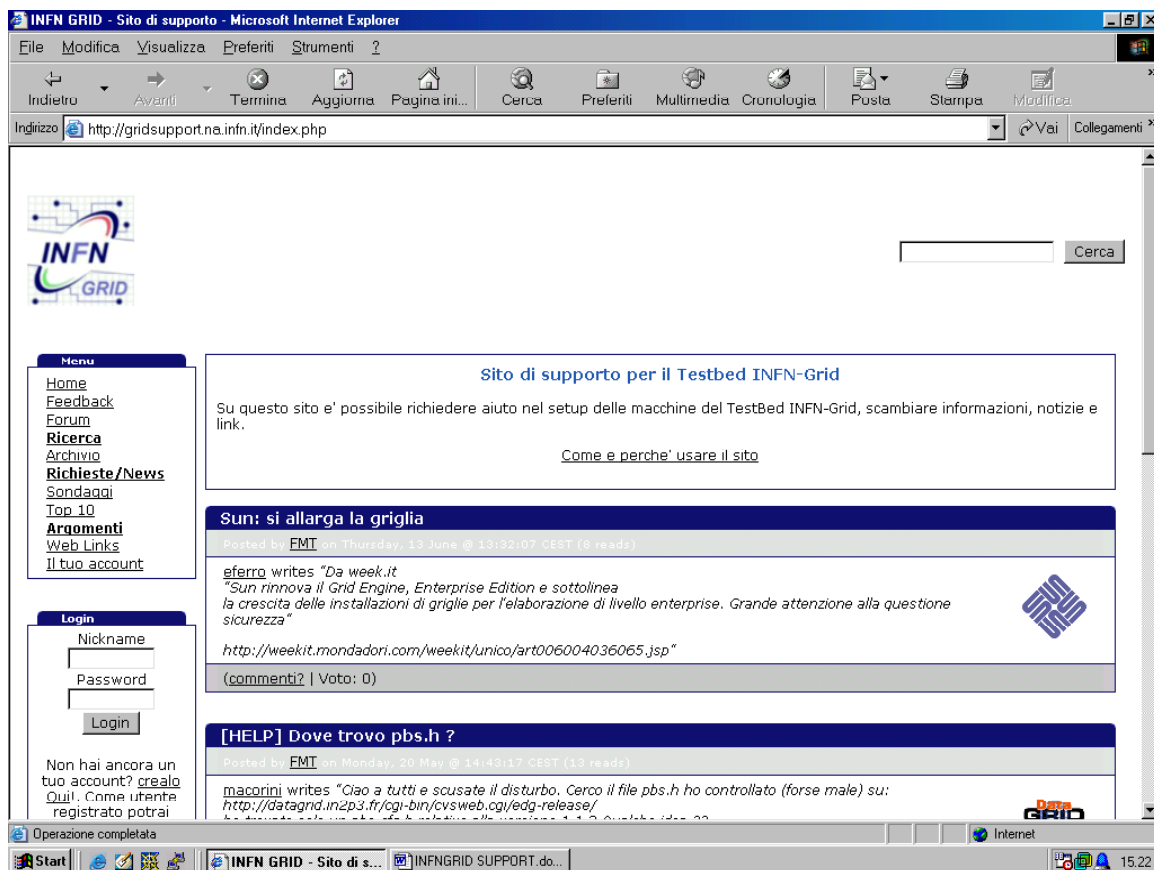 INFN GRID - Sito di supporto - Microsoft Internet Explorer
File Modifica Visualizza Preferiti Strumenti ?
Indietro Avanti Termina Aggiorna Pagina ini... Cerca Preferiti Multimedia Cronologia Posta Stampa Modifica »
Indirizzo http://gridsupport.na.infn.it/index.php Vai Collegamenti »
INFN
GRID
Cerca
Menu
Home
Feedback
Forum
Ricerca
Archivio
Richieste/News
Sondaggi
Top 10
Argomenti
Web Links
Il tuo account
Login
Nickname
Password
Login
Non hai ancora un
tuo account? crealo
Qui!. Come utente
registrato potrai
Sito di supporto per il Testbed INFN-Grid
Su questo sito e' possibile richiedere aiuto nel setup delle macchine del TestBed INFN-Grid, scambiare informazioni, notizie e
link.
Come e perche' usare il sito
Sun: si allarga la griglia
Posted by FMT on Thursday, 13 June @ 13:32:07 CEST (8 reads)
eferro writes "Da week.it
"Sun rinnova il Grid Engine, Enterprise Edition e sottolinea
la crescita delle installazioni di griglie per l'elaborazione di livello enterprise. Grande attenzione alla questione
sicurezza"
http://weekit.mondadori.com/weekit/unico/art006004036065.jsp"
(commenti? | Voto: 0)
[HELP] Dove trovo pbs.h ?
Posted by FMT on Monday, 20 May @ 14:43:17 CEST (13 reads)
macorini writes "Ciao a tutti e scusate il disturbo. Cerco il file pbs.h ho controllato (forse male) su:
http://datagrid.in2p3.fr/cgi-bin/cvsweb.cgi/edg-release/
Data
GRID
Operazione completata Internet
Start INFN GRID - Sito di s... INFNGRID SUPPORT.do... 15.22